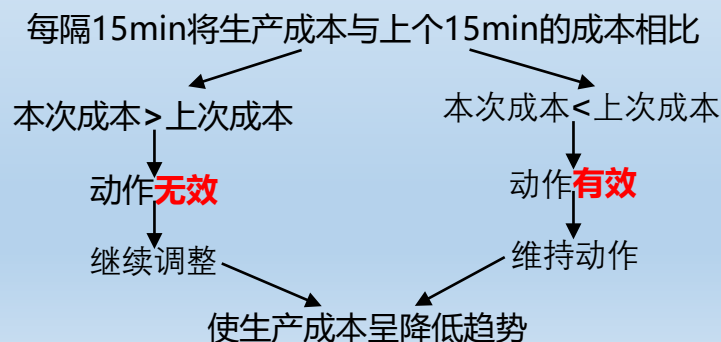 每隔15min将生产成本与上个15min的成本相比
本次成本>上次成本
本次成本<上次成本
动作无效
动作有效
继续调整
维持动作
使生产成本呈降低趋势